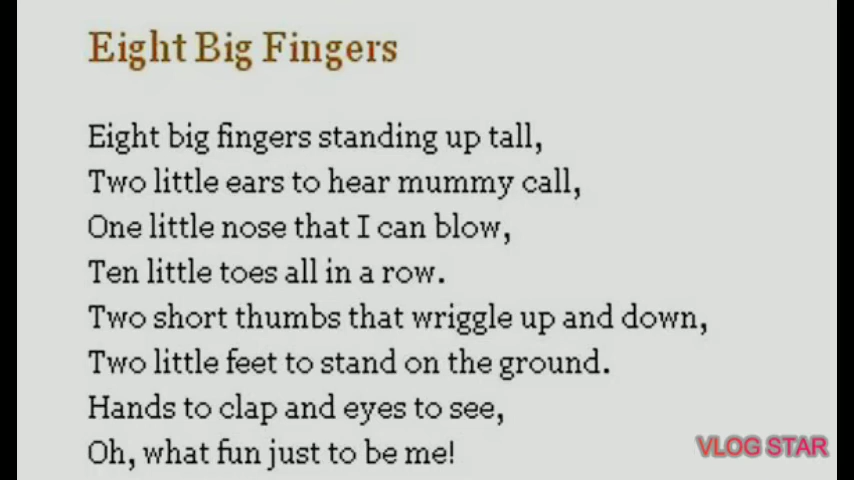 Eight Big Fingers
Eight big fingers standing up tall,
Two little ears to hear mummy call,
One little nose that I can blow,
Ten little toes all in a row.
Two short thumbs that wriggle up and down,
Two little feet to stand on the ground.
Hands to clap and eyes to see,
Oh, what fun just to be me!
VLOG STAR